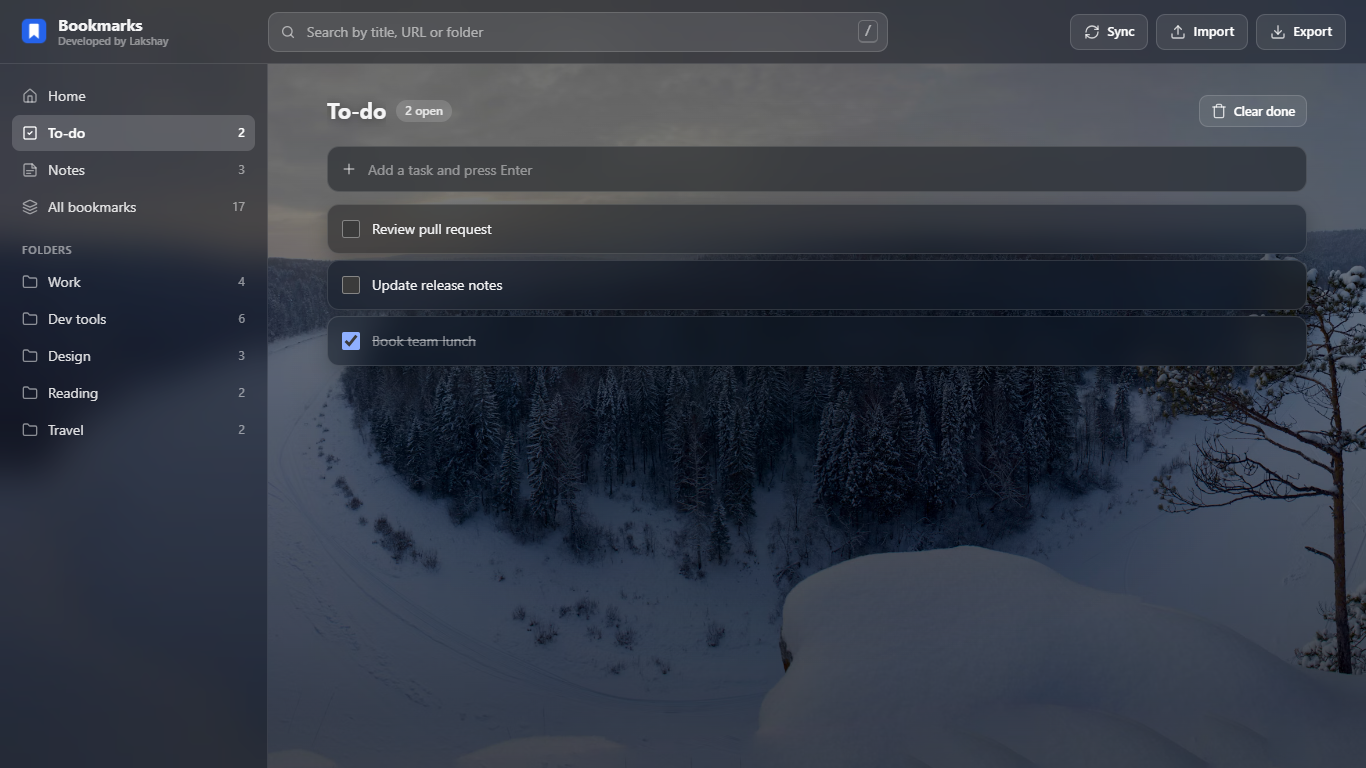 Bookmarks
Developed by Lakshay
Search by title, URL or folder
/
Sync
Import
Export
Home
To-do 2
Notes 3
All bookmarks 17
FOLDERS
Work 4
Dev tools 6
Design 3
Reading 2
Travel 2
To-do 2 open
Clear done
Add a task and press Enter
Review pull request
Update release notes
Book team lunch